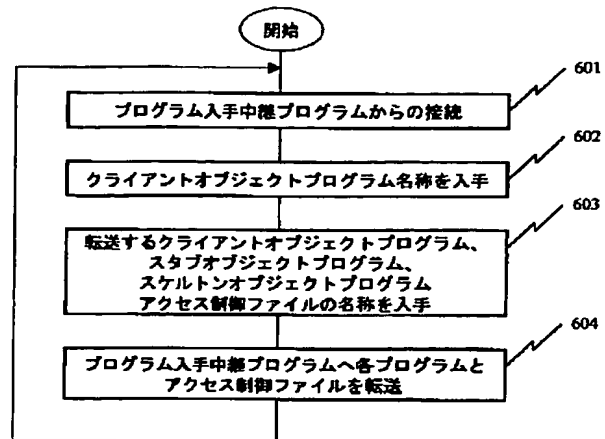 開始
601
プログラム入手中継プログラムからの接続
602
クライアントオブジェクトプログラム名称を入手
603
転送するクライアントオブジェクトプログラム、
スタブオブジェクトプログラム、
スケルトンオブジェクトプログラム
アクセス制御ファイルの名称を入手
604
プログラム入手中継プログラムへ各プログラムと
アクセス制御ファイルを転送